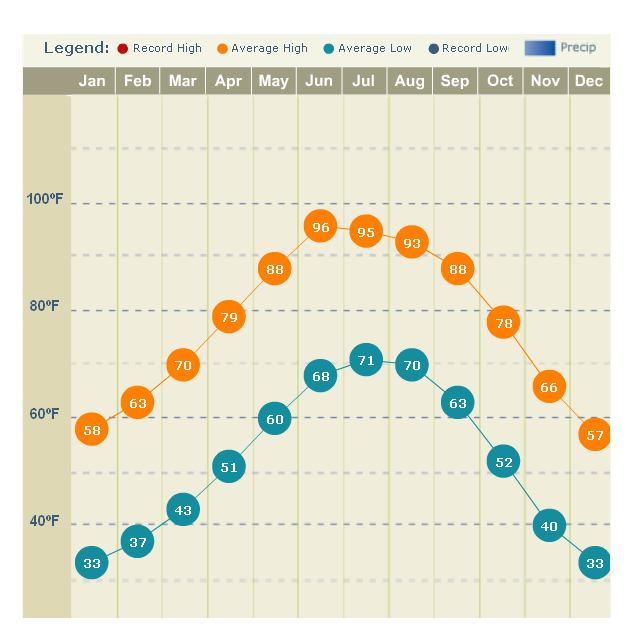 Legend: Record High Average High Average Low Record Low Precip
Jan Feb Mar Apr May Jun Jul Aug Sep Oct Nov Dec
100ºF
96 95 93
88 88
80ºF
79 78
70 71 70
68 66
63 63
60ºF
60
58 57
51 52
43
40ºF
40
37
33 33